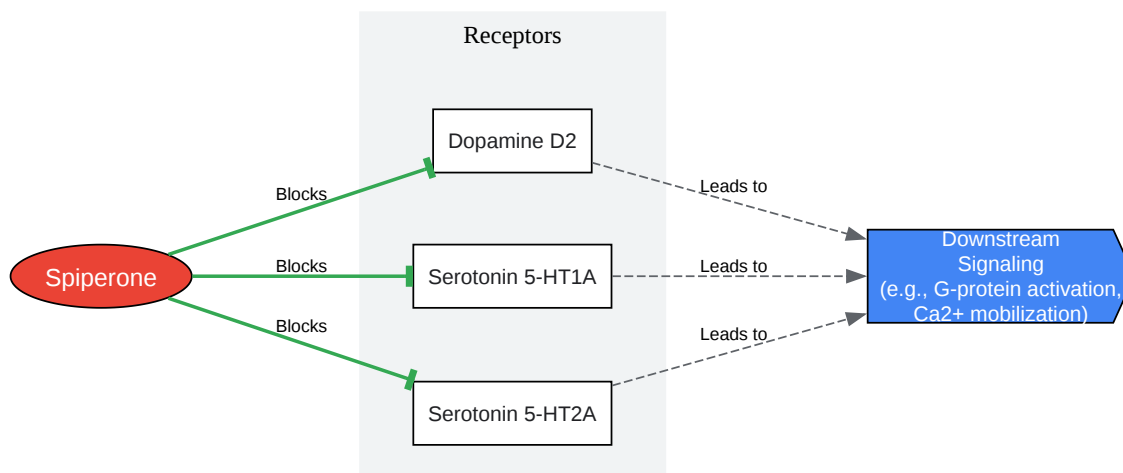 Receptors
Dopamine D2
Blocks
Leads to
Spiperone
Blocks
Serotonin 5-HT1A
Leads to
Downstream
Signaling
(e.g., G-protein activation,
Ca2+ mobilization)
Blocks
Leads to
Serotonin 5-HT2A